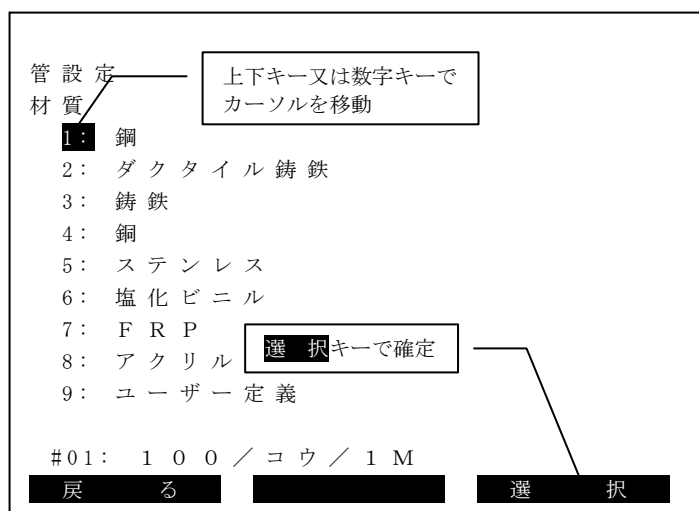 管設定
上下キー又は数字キーで
カーソルを移動
材質
1: 鋼
2: ダクタイル鋳鉄
3: 鋳鉄
4: 銅
5: ステンレス
6: 塩化ビニル
7: FRP
選 択キーで確定
8: アクリル
9: ユーザー定義
#01: 100/コウ/1M
戻 る
選 択